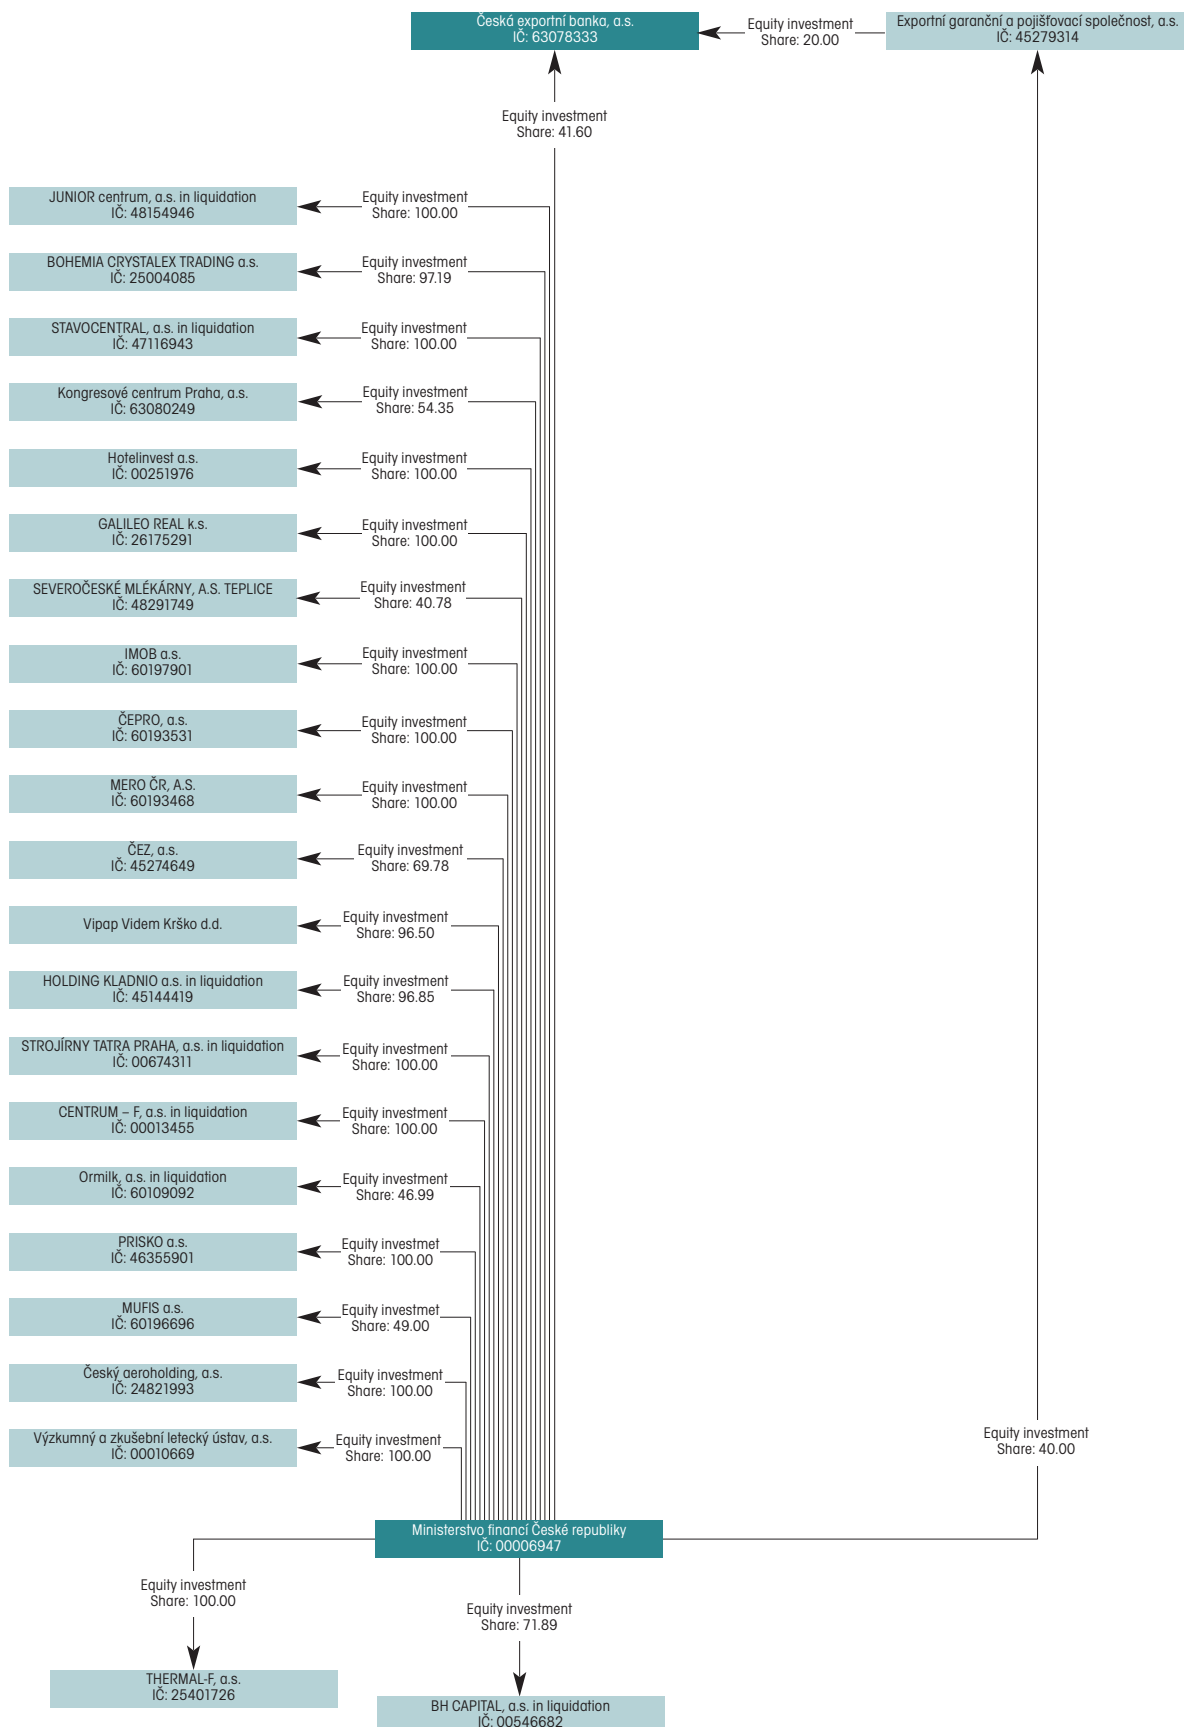 Česká exportní banka, a.s.
IČ: 63078333
Equity investment
Share: 20.00
Exportní garanční a pojišťovací společnost, a.s.
IČ: 45279314
Equity investment
Share: 41.60
JUNIOR centrum, a.s. in liquidation
IČ: 48154946
Equity investment
Share: 100.00
BOHEMIA CRYSTALEX TRADING a.s.
IČ: 25004085
Equity investment
Share: 97.19
STAVOCENTRAL, a.s. in liquidation
IČ: 47116943
Equity investment
Share: 100.00
Kongresové centrum Praha, a.s.
IČ: 63080249
Equity investment
Share: 54.35
Hotelinvest a.s.
IČ: 00251976
Equity investment
Share: 100.00
GALILEO REAL k.s.
IČ: 26175291
Equity investment
Share: 100.00
SEVEROČESKÉ MLÉKÁRNY, A.S. TEPLICE
IČ: 48291749
Equity investment
Share: 40.78
IMOB a.s.
IČ: 60197901
Equity investment
Share: 100.00
ČEPRO, a.s.
IČ: 60193531
Equity investment
Share: 100.00
MERO ČR, A.S.
IČ: 60193468
Equity investment
Share: 100.00
ČEZ, a.s.
IČ: 45274649
Equity investment
Share: 69.78
Vipap Videm Krško d.d.
Equity investment
Share: 96.50
HOLDING KLADNIO a.s. in liquidation
IČ: 45144419
Equity investment
Share: 96.85
STROJÍRNY TATRA PRAHA, a.s. in liquidation
IČ: 00674311
Equity investment
Share: 100.00
CENTRUM – F, a.s. in liquidation
IČ: 00013455
Equity investment
Share: 100.00
Ormilk, a.s. in liquidation
IČ: 60109092
Equity investment
Share: 46.99
PRISKO a.s.
IČ: 46355901
Equity investmet
Share: 100.00
MUFIS a.s.
IČ: 60196696
Equity investmet
Share: 49.00
Český aeroholding, a.s.
IČ: 24821993
Equity investment
Share: 100.00
Výzkumný a zkušební letecký ústav, a.s.
IČ: 00010669
Equity investment
Share: 100.00
Equity investment
Share: 40.00
Ministerstvo financí České republiky
IČ: 00006947
Equity investment
Share: 100.00
Equity investment
Share: 71.89
THERMAL-F, a.s.
IČ: 25401726
BH CAPITAL, a.s. in liquidation
IČ: 00546682